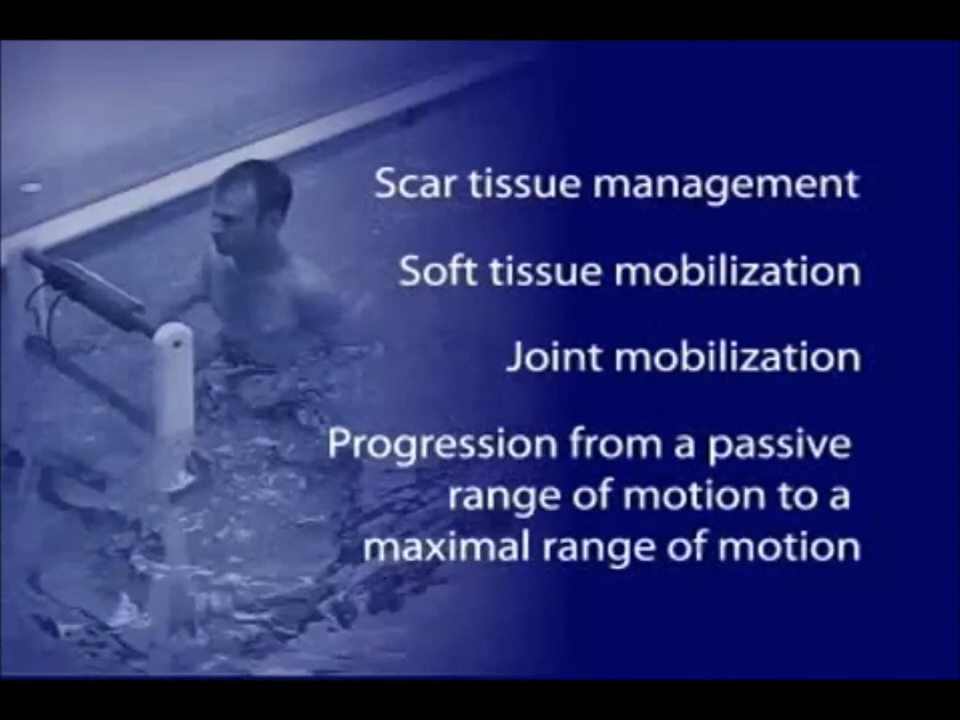 Scar tissue management
Soft tissue mobilization
Joint mobilization
Progression from a passive
range of motion to a
maximal range of motion